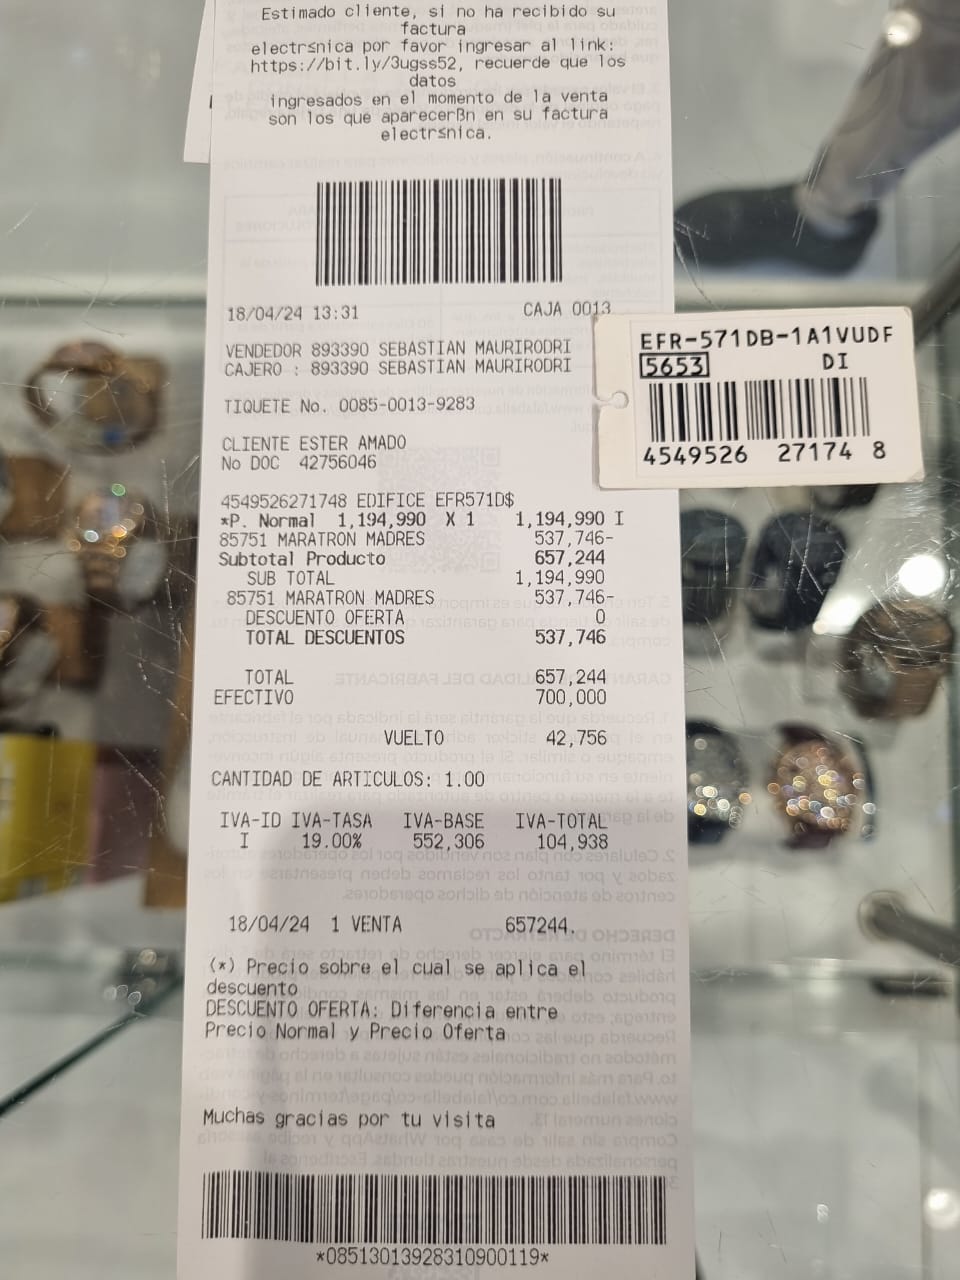 Estimado cliente, si no ha recibido su
factura
electr≤nica por favor ingresar al link:
https://bit.ly/3ugss52, recuerde que los
datos
ingresados en el momento de la venta
son los que aparecerßn en su factura
electr≤nica.
18/04/24 13:31 CAJA 0013
VENDEDOR 893390 SEBASTIAN MAURIRODRI
CAJERO : 893390 SEBASTIAN MAURIRODRI
TIQUETE No. 0085-0013-9283
CLIENTE ESTER AMADO
No DOC 42756046
4549526271748 EDIFICE EFR571D$
*P. Normal 1,194,990 X 1 1,194,990 I
85751 MARATRON MADRES 537,746-
Subtotal Producto 657,244
SUB TOTAL 1,194,990
85751 MARATRON MADRES 537,746-
DESCUENTO OFERTA 0
TOTAL DESCUENTOS 537,746
TOTAL 657,244
EFECTIVO 700,000
VUELTO 42,756
CANTIDAD DE ARTICULOS: 1.00
IVA-ID IVA-TASA IVA-BASE IVA-TOTAL
I 19.00% 552,306 104,938
18/04/24 1 VENTA 657244.
(*) Precio sobre el cual se aplica el
descuento
DESCUENTO OFERTA: Diferencia entre
Precio Normal y Precio Oferta
Muchas gracias por tu visita
*08513013928310900119*
EFR-571DB-1A1VUDF
5653 DI
4549526 27174 8